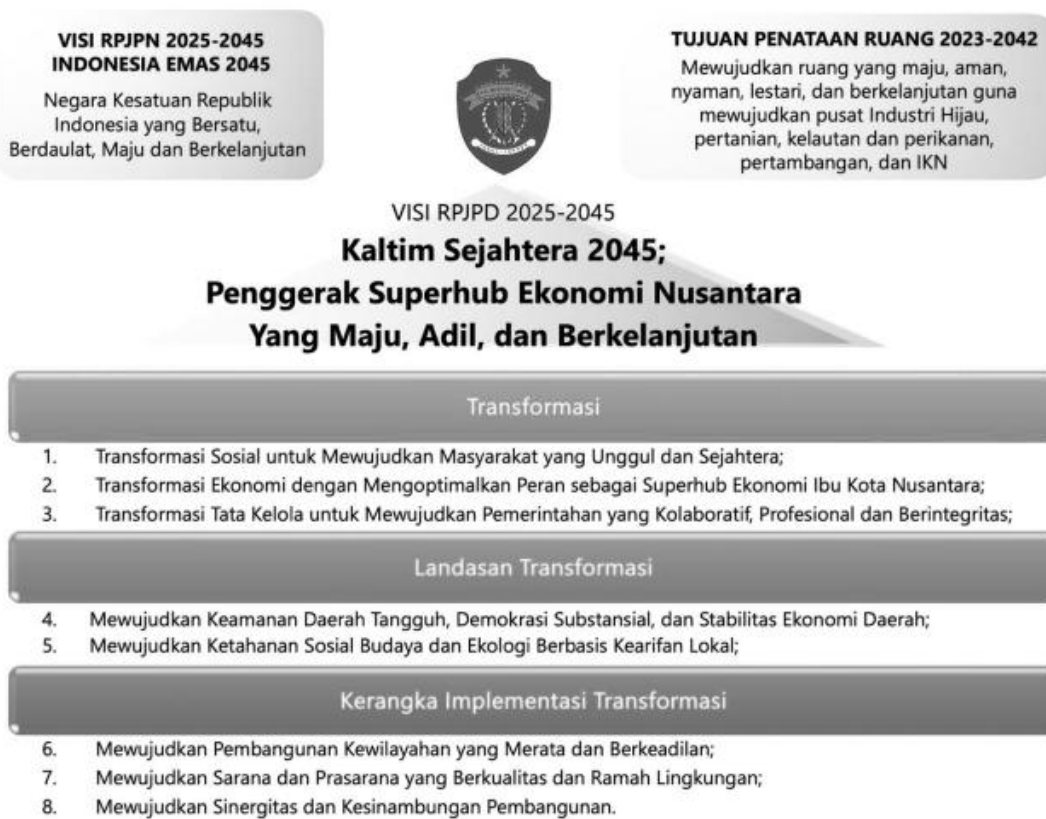 VISI RPJPN 2025-2045
INDONESIA EMAS 2045
Negara Kesatuan Republik
Indonesia yang Bersatu,
Berdaulat, Maju dan Berkelanjutan
TUJUAN PENATAAN RUANG 2023-2042
Mewujudkan ruang yang maju, aman,
nyaman, lestari, dan berkelanjutan guna
mewujudkan pusat Industri Hijau,
pertanian, kelautan dan perikanan,
pertambangan, dan IKN
VISI RPJPD 2025-2045
Kaltim Sejahtera 2045;
Penggerak Superhub Ekonomi Nusantara
Yang Maju, Adil, dan Berkelanjutan
Transformasi
1. Transformasi Sosial untuk Mewujudkan Masyarakat yang Unggul dan Sejahtera;
2. Transformasi Ekonomi dengan Mengoptimalkan Peran sebagai Superhub Ekonomi Ibu Kota Nusantara;
3. Transformasi Tata Kelola untuk Mewujudkan Pemerintahan yang Kolaboratif, Profesional dan Berintegritas;
Landasan Transformasi
4. Mewujudkan Keamanan Daerah Tangguh, Demokrasi Substansial, dan Stabilitas Ekonomi Daerah;
5. Mewujudkan Ketahanan Sosial Budaya dan Ekologi Berbasis Kearifan Lokal;
Kerangka Implementasi Transformasi
6. Mewujudkan Pembangunan Kewilayahan yang Merata dan Berkeadilan;
7. Mewujudkan Sarana dan Prasarana yang Berkualitas dan Ramah Lingkungan;
8. Mewujudkan Sinergitas dan Kesinambungan Pembangunan.